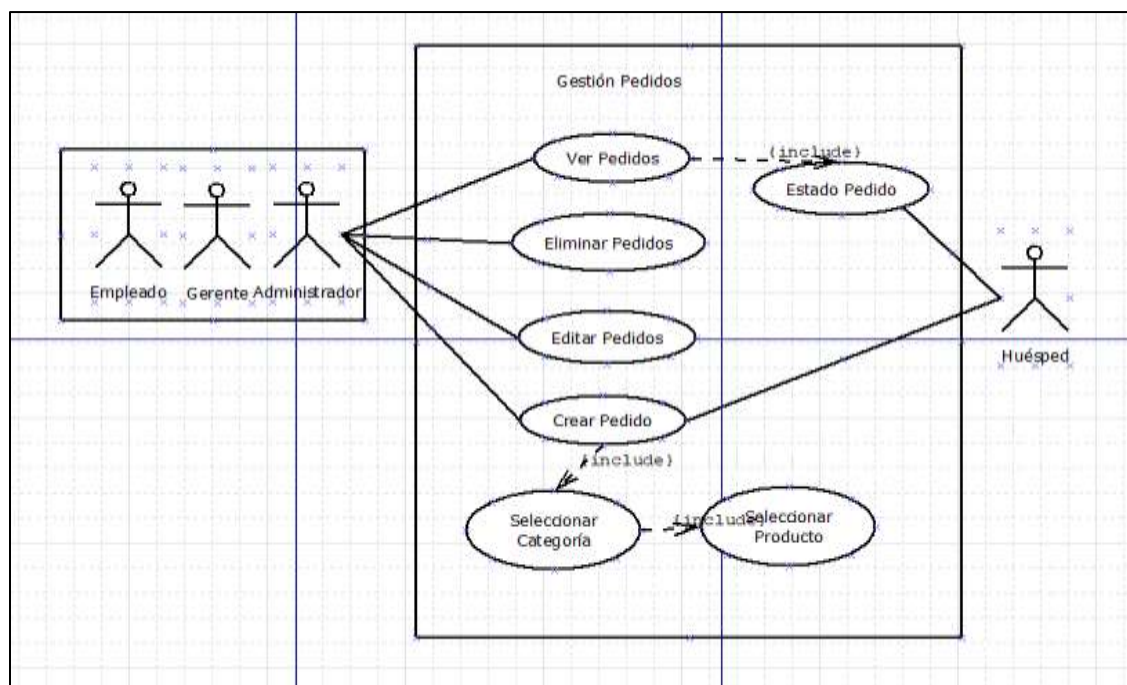 Gestión Pedidos
Ver Pedidos
{include}
Estado Pedido
Eliminar Pedidos
Empleado
Gerente
Administrador
Editar Pedidos
Huésped
Crear Pedido
{include}
Seleccionar
Categoría
{include}
Seleccionar
Producto